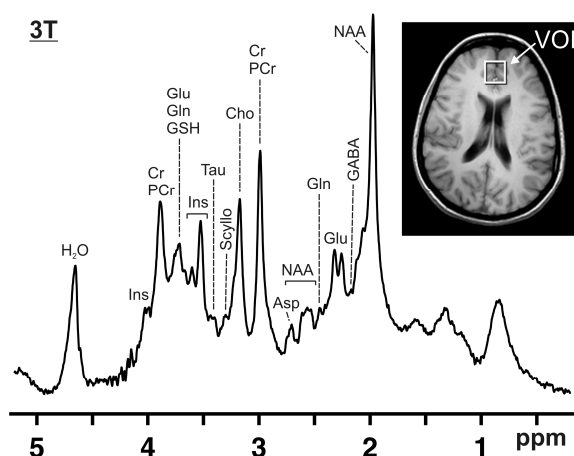 3T
NAA
VOI
Cr
PCr
Glu
Gln
GSH
Cho
Cr
PCr
Ins
Tau
Scyllo
Gln
GABA
Glu
H₂O
Ins
NAA
Asp
5 4 3 2 1 ppm